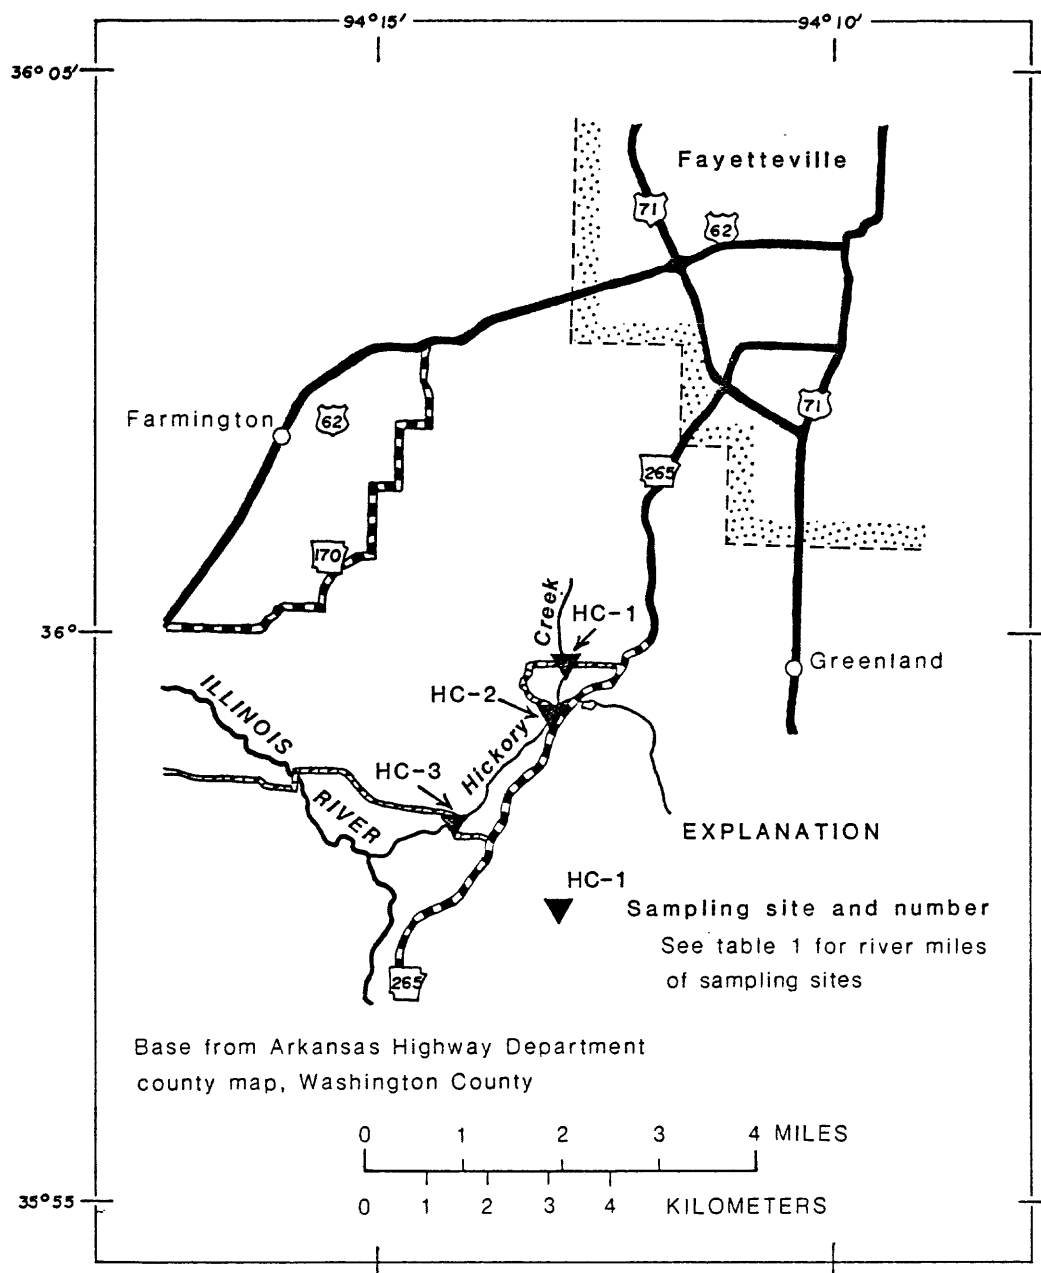 94°15′
94°10′
36°05′
Fayetteville
71
62
Farmington
62
71
265
170
Creek
HC-1
36°
Greenland
HC-2
ILLINOIS
RIVER
Hickory
HC-3
EXPLANATION
HC-1
Sampling site and number
See table 1 for river miles
of sampling sites
265
Base from Arkansas Highway Department
county map, Washington County
0 1 2 3 4 MILES
35°55
0 1 2 3 4 KILOMETERS